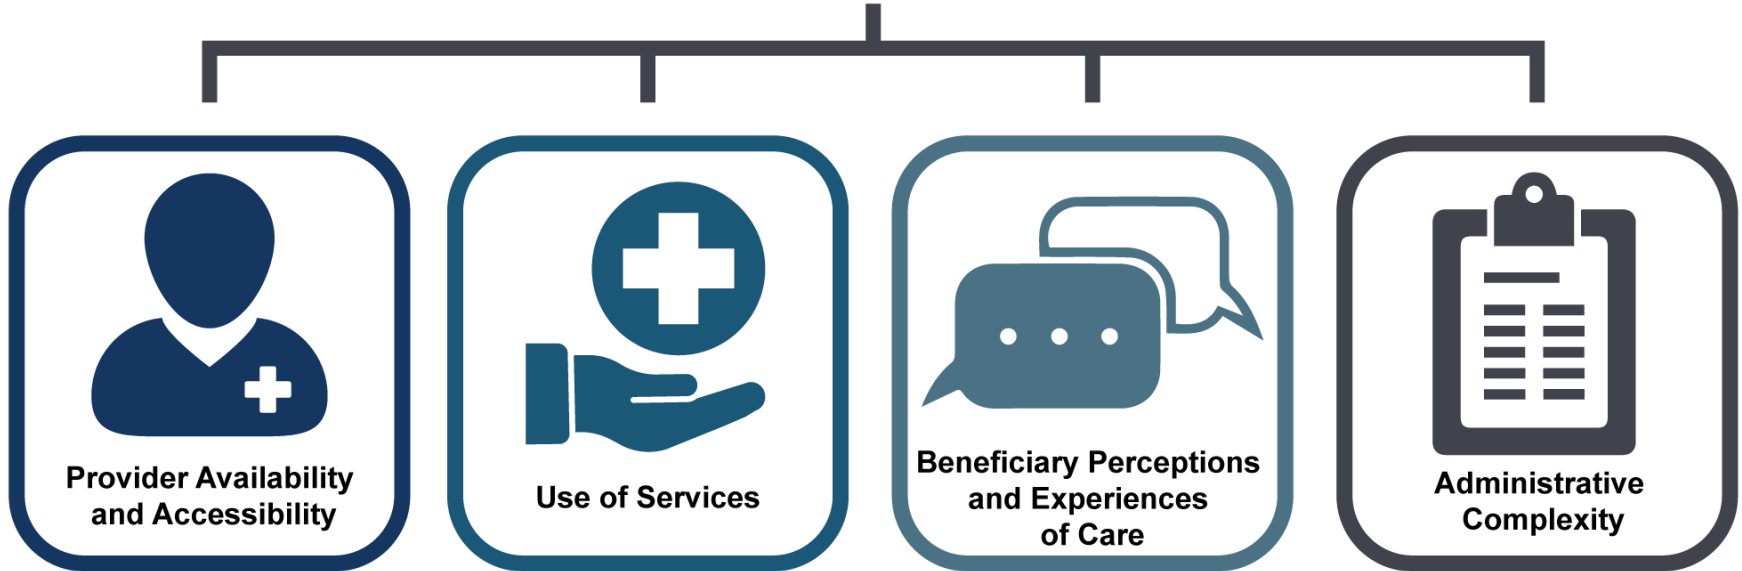 Provider Availability
and Accessibility
Use of Services
Beneficiary Perceptions
and Experiences
of Care
Administrative
Complexity